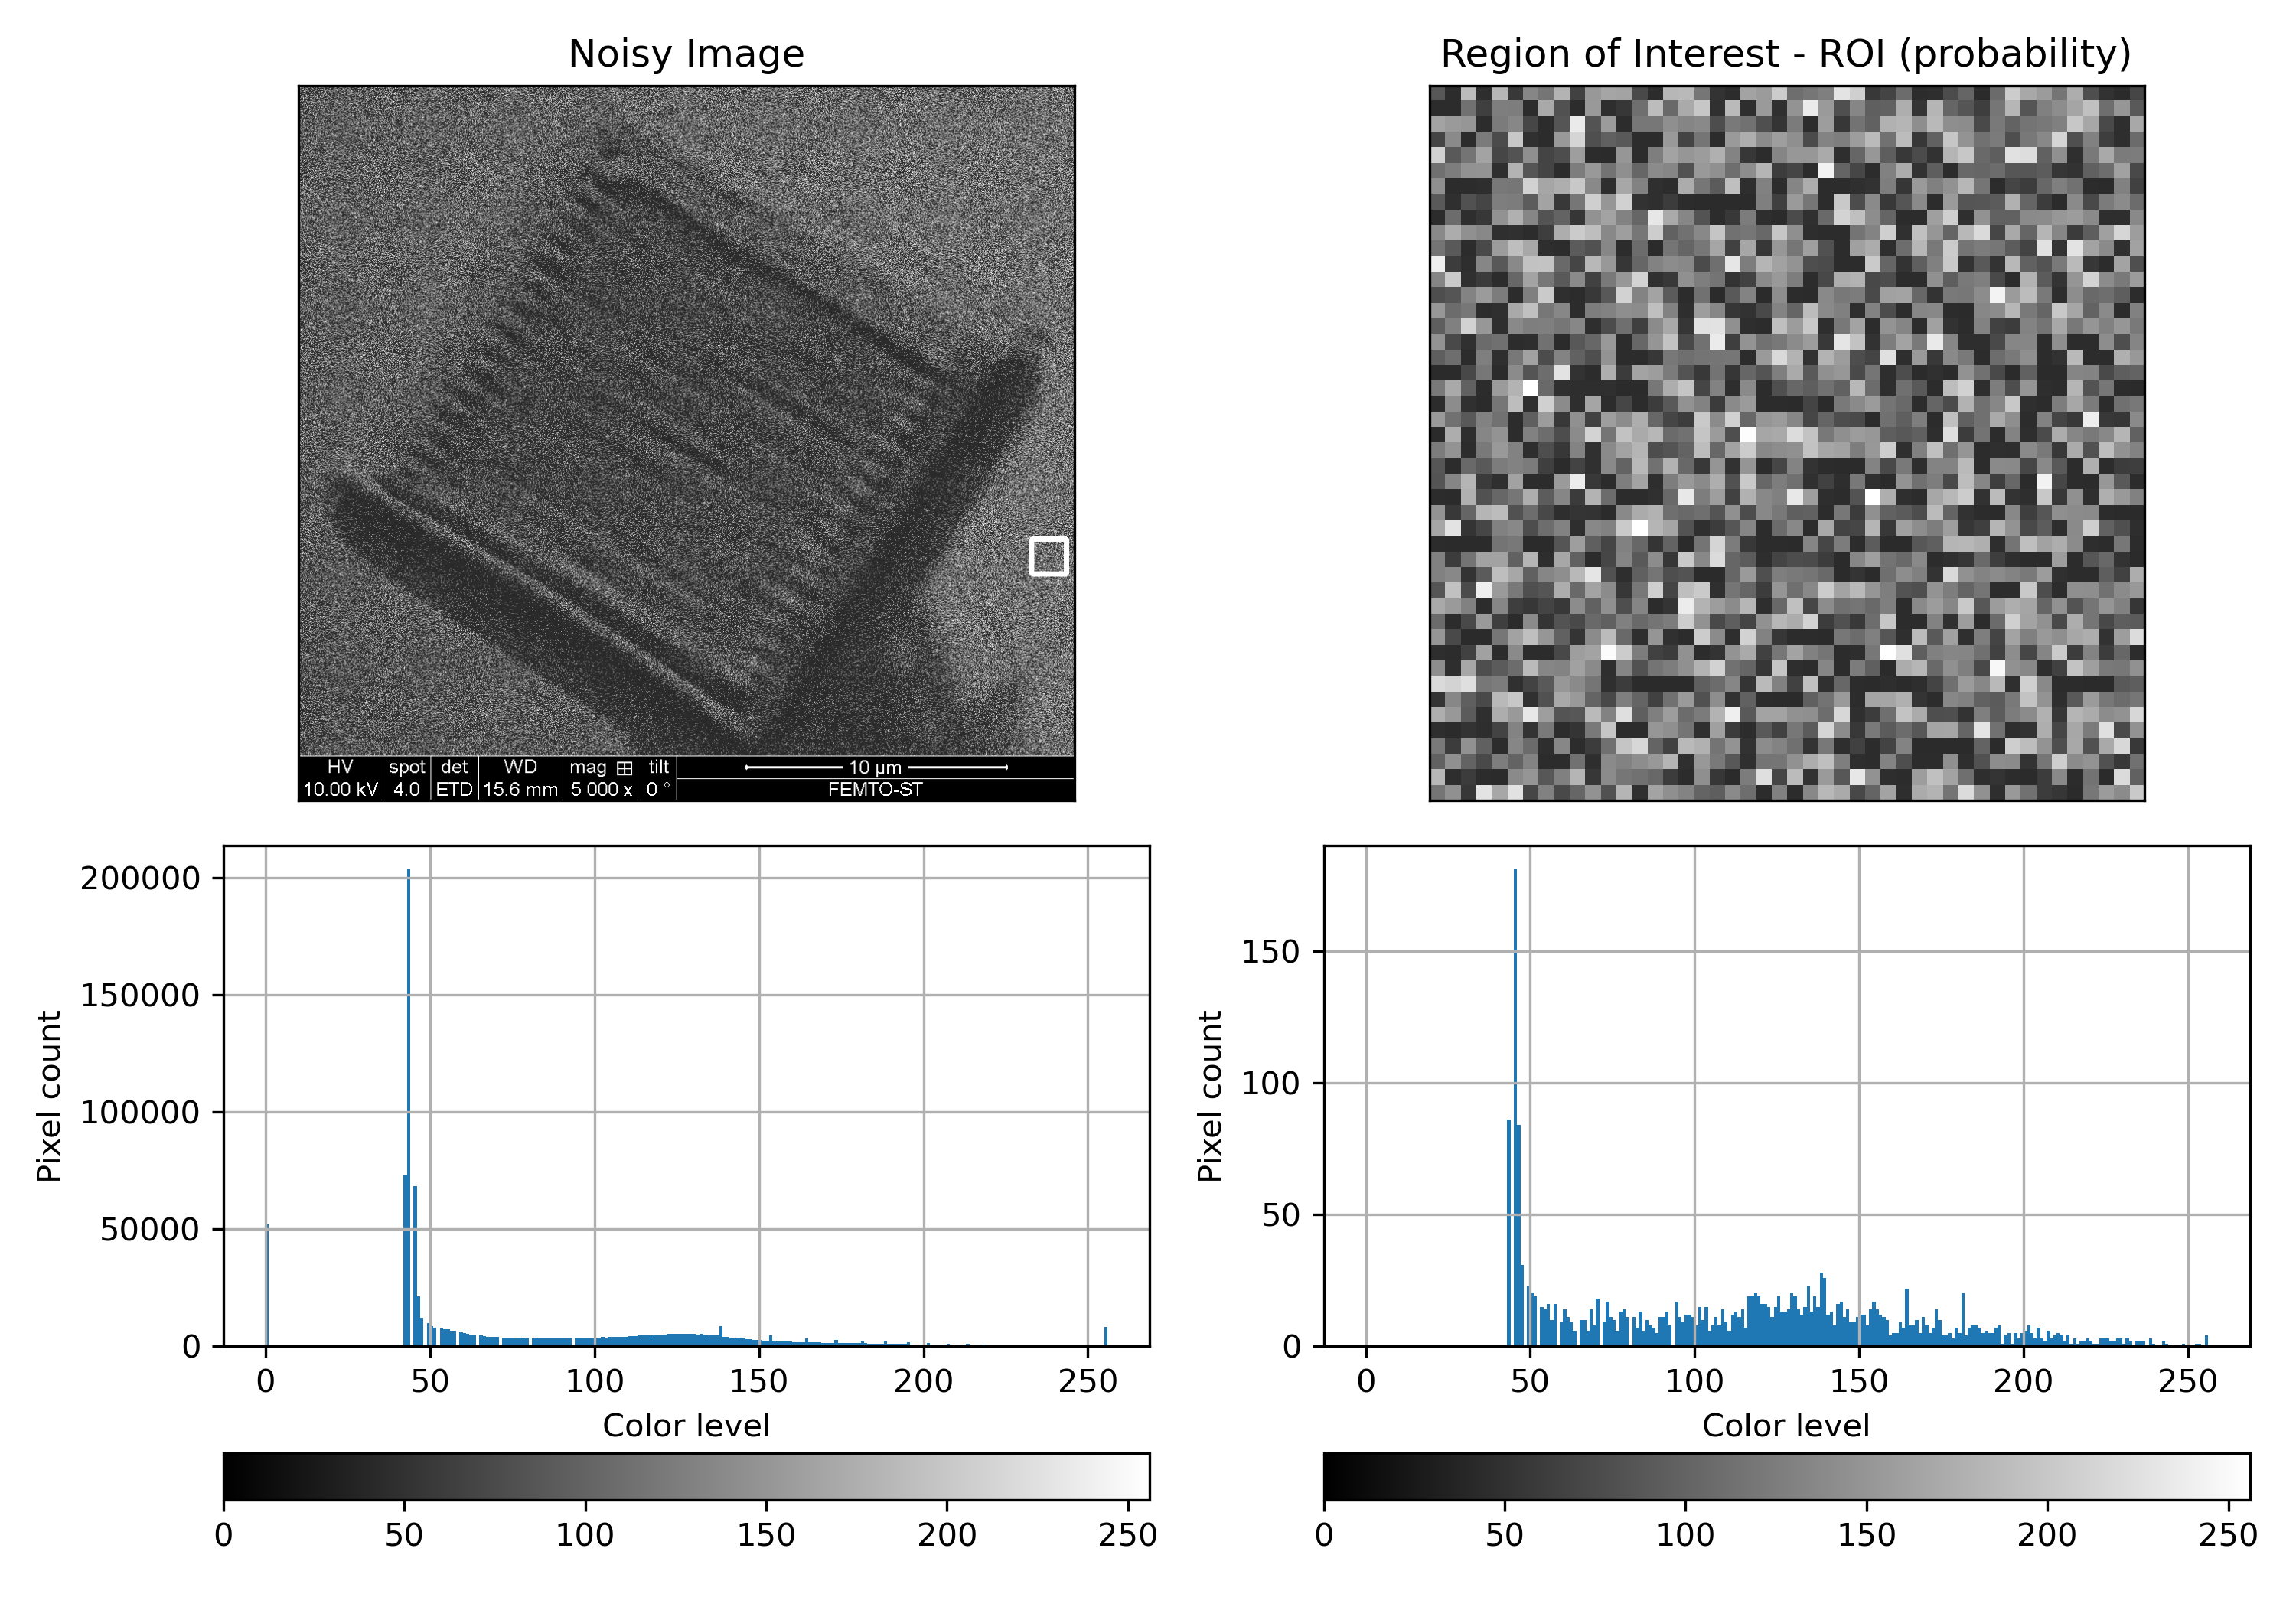 Noisy Image
Region of Interest - ROI (probability)
HV spot det WD mag ⊞ tilt
10.00 kV 4.0 ETD 15.6 mm 5 000 x 0 °
10 µm
FEMTO-ST
200000
150000
100000
50000
0
Pixel count
0 50 100 150 200 250
Color level
0 50 100 150 200 250
150
100
50
0
Pixel count
0 50 100 150 200 250
Color level
0 50 100 150 200 250